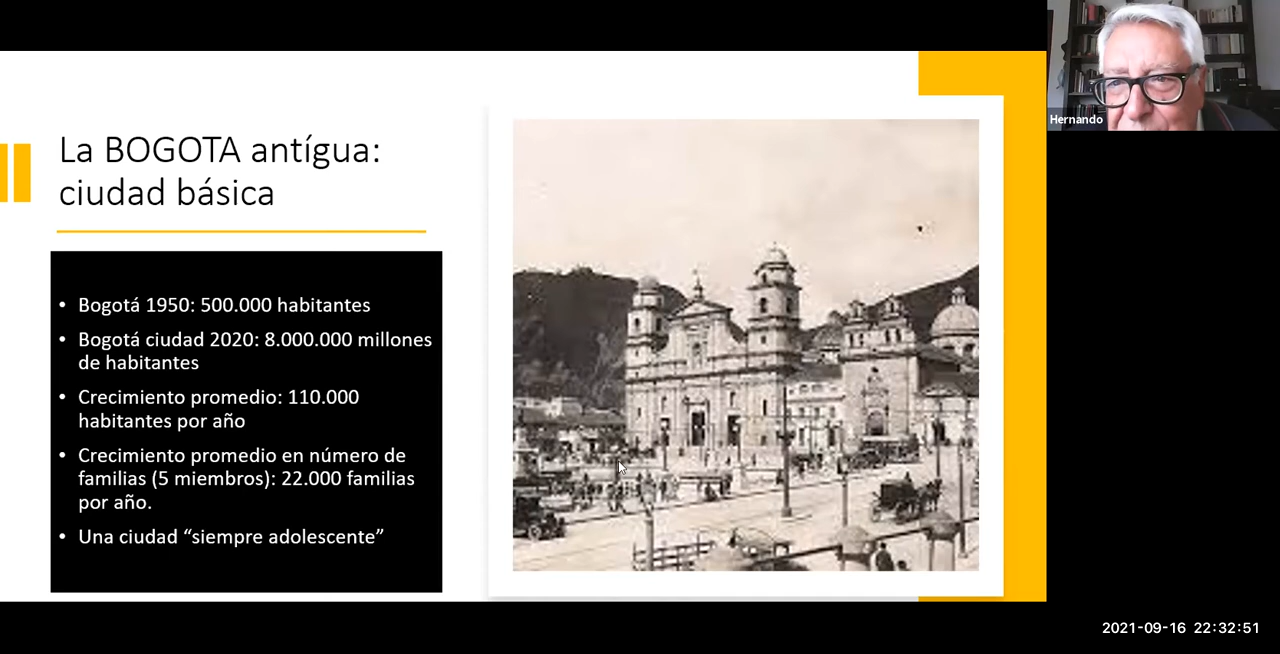 La BOGOTA antígua:
ciudad básica
• Bogotá 1950: 500.000 habitantes
• Bogotá ciudad 2020: 8.000.000 millones
de habitantes
• Crecimiento promedio: 110.000
habitantes por año
• Crecimiento promedio en número de
familias (5 miembros): 22.000 familias
por año.
• Una ciudad “siempre adolescente”
Hernando
2021-09-16 22:32:51